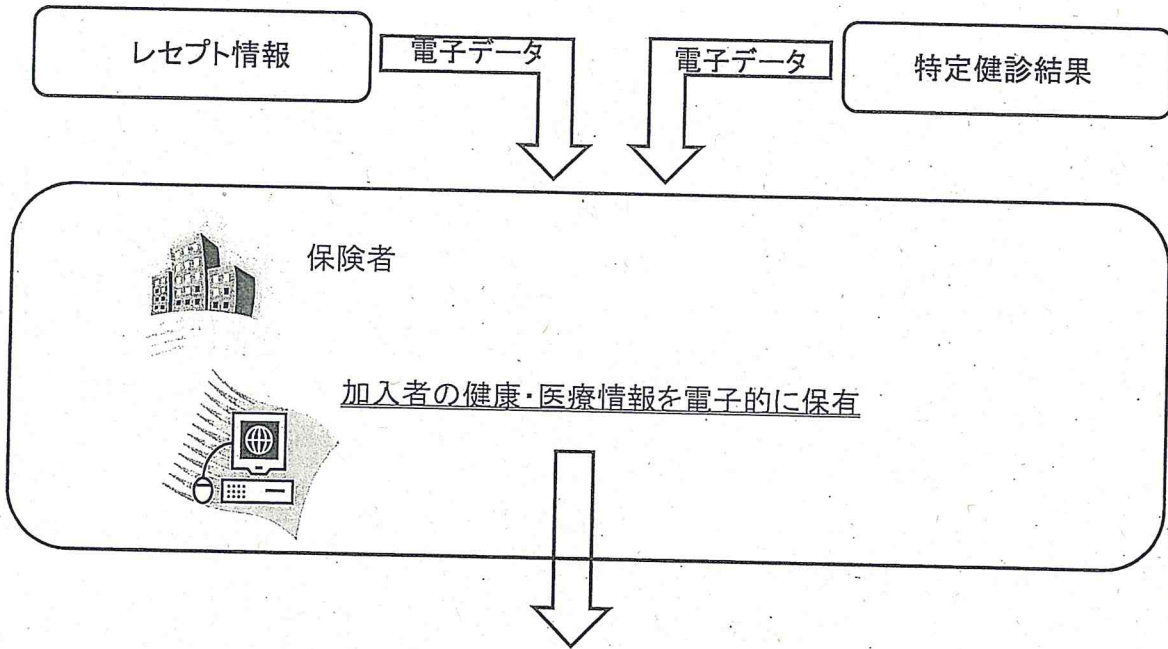 レセプト情報
電子データ
電子データ
特定健診結果
保険者
加入者の健康・医療情報を電子的に保有